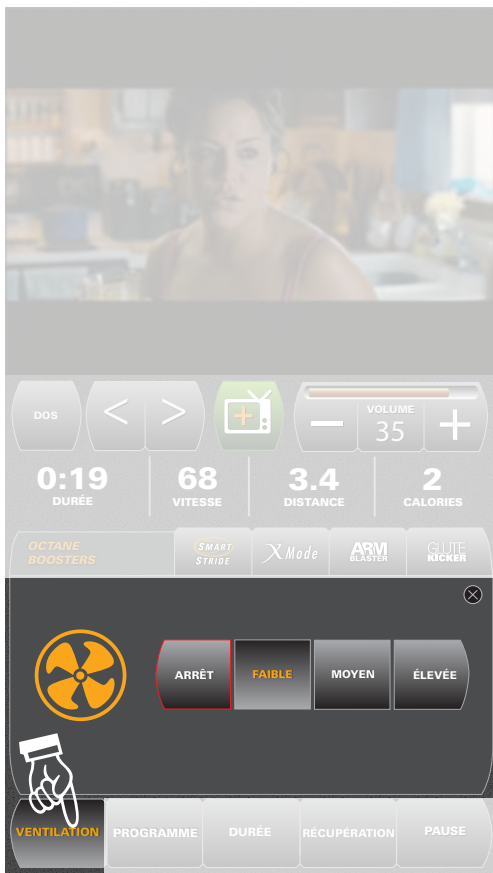 DOS
<
>
+
−
VOLUME
35
+
0:19
DURÉE
68
VITESSE
3.4
DISTANCE
2
CALORIES
OCTANE
BOOSTERS
SMART
STRIDE
XMode
ARM
BLASTER
GLUTE
KICKER
ARRÊT
FAIBLE
MOYEN
ÉLEVÉE
VENTILATION
PROGRAMME
DURÉE
RÉCUPÉRATION
PAUSE